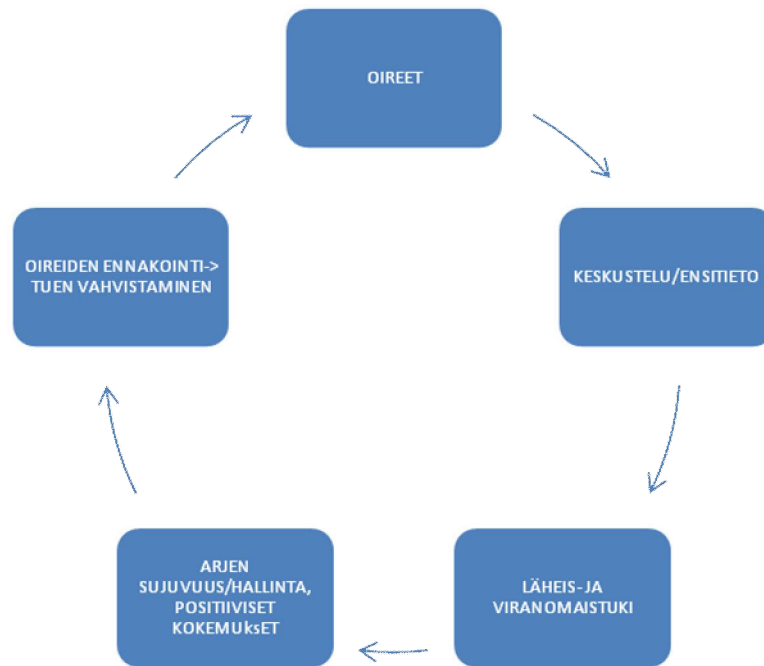 OIREET
KESKUSTELU/ENSITIETO
LÄHEIS- JA
VIRANOMAISTUKI
ARJEN
SUJUVUUS/HALLINTA,
POSITIIVISET
KOKEMUksET
OIREIDEN ENNAKOINTI->
TUEN VAHVISTAMINEN